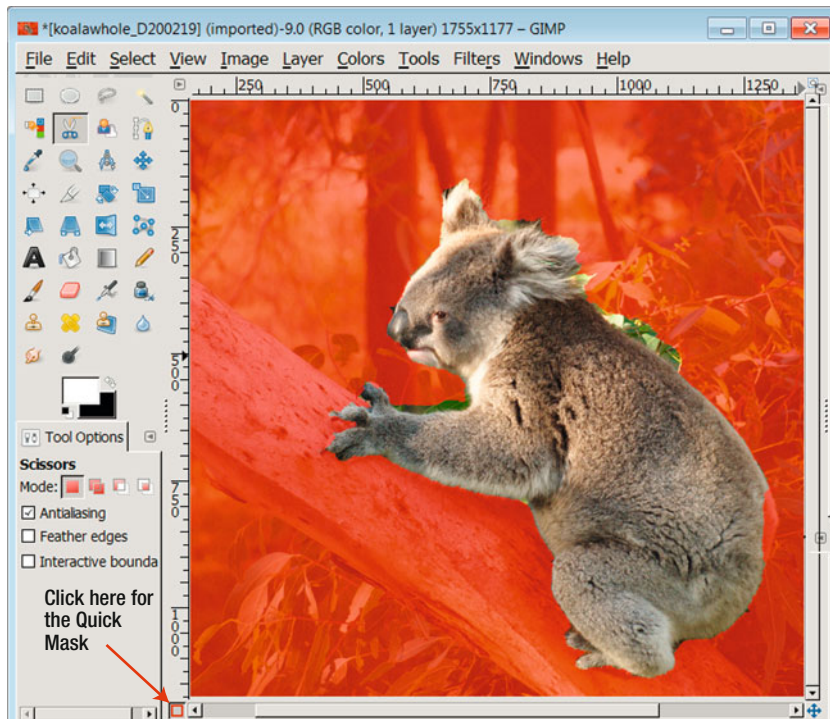 *[koalawhole_D200219] (imported)-9.0 (RGB color, 1 layer) 1755x1177 – GIMP
File Edit Select View Image Layer Colors Tools Filters Windows Help
250 500 750 1000 1250
0
250
500
750
1000
Tool Options
Scissors
Mode:
Antialiasing
Feather edges
Interactive bounda
Click here for
the Quick
Mask